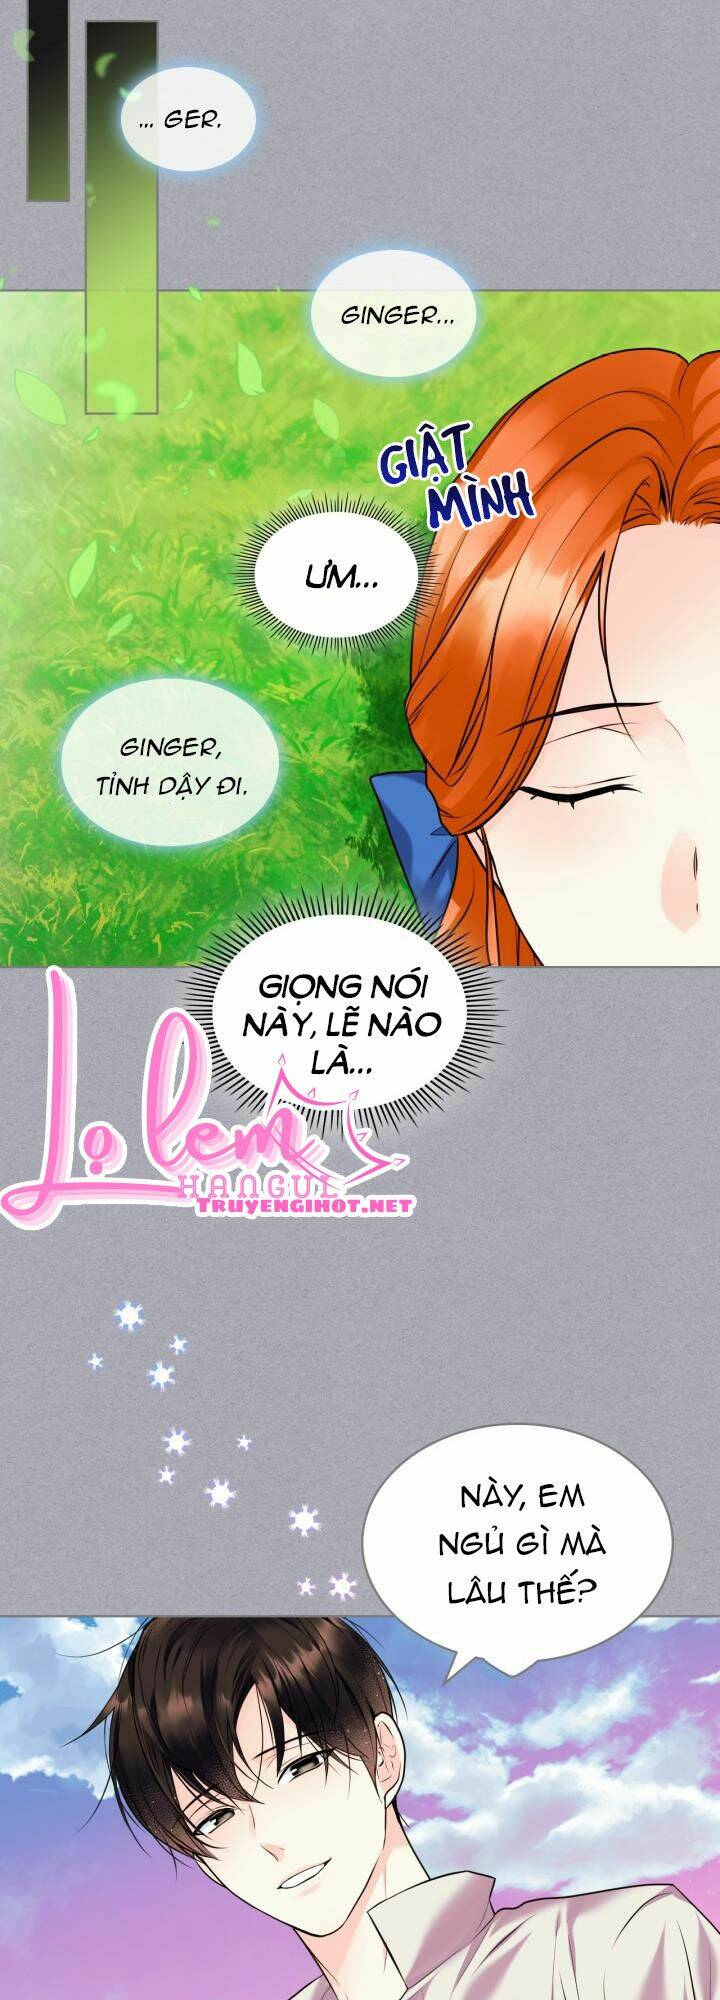 ... GER.
GINGER...
GIẬT
MÌNH
ƯM...
GINGER,
TỈNH DẬY ĐI.
GIỌNG NÓI
NÀY, LẼ NÀO
LÀ...
Lọ lem
HANGUL
TRUYENGIHOT.NET
NÀY, EM
NGỦ GÌ MÀ
LÂU THẾ?